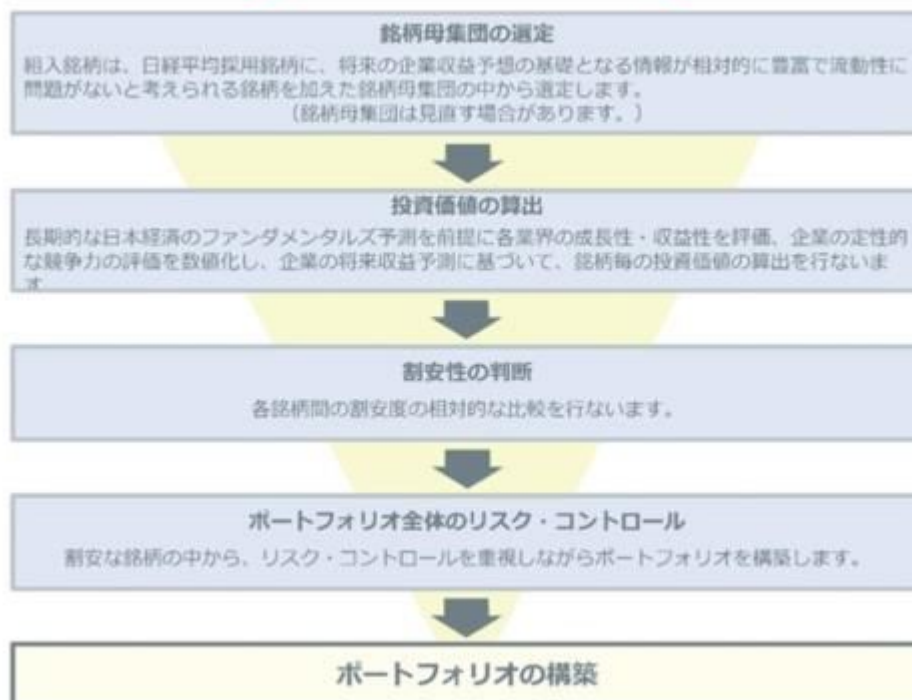 銘柄母集団の選定
組入銘柄は、日経平均採用銘柄に、将来の企業収益予想の基礎となる情報が相対的に豊富で流動性に
問題がないと考えられる銘柄を加えた銘柄母集団の中から選定します。
(銘柄母集団は見直す場合があります。)
投資価値の算出
長期的な日本経済のファンダメンタルズ予測を前提に各業界の成長性・収益性を評価、企業の定性的
な競争力の評価を数値化し、企業の将来収益予測に基づいて、銘柄毎の投資価値の算出を行ないま
す
割安性の判断
各銘柄間の割安度の相対的な比較を行ないます。
ポートフォリオ全体のリスク・コントロール
割安な銘柄の中から、リスク・コントロールを重視しながらポートフォリオを構築します。
ポートフォリオの構築